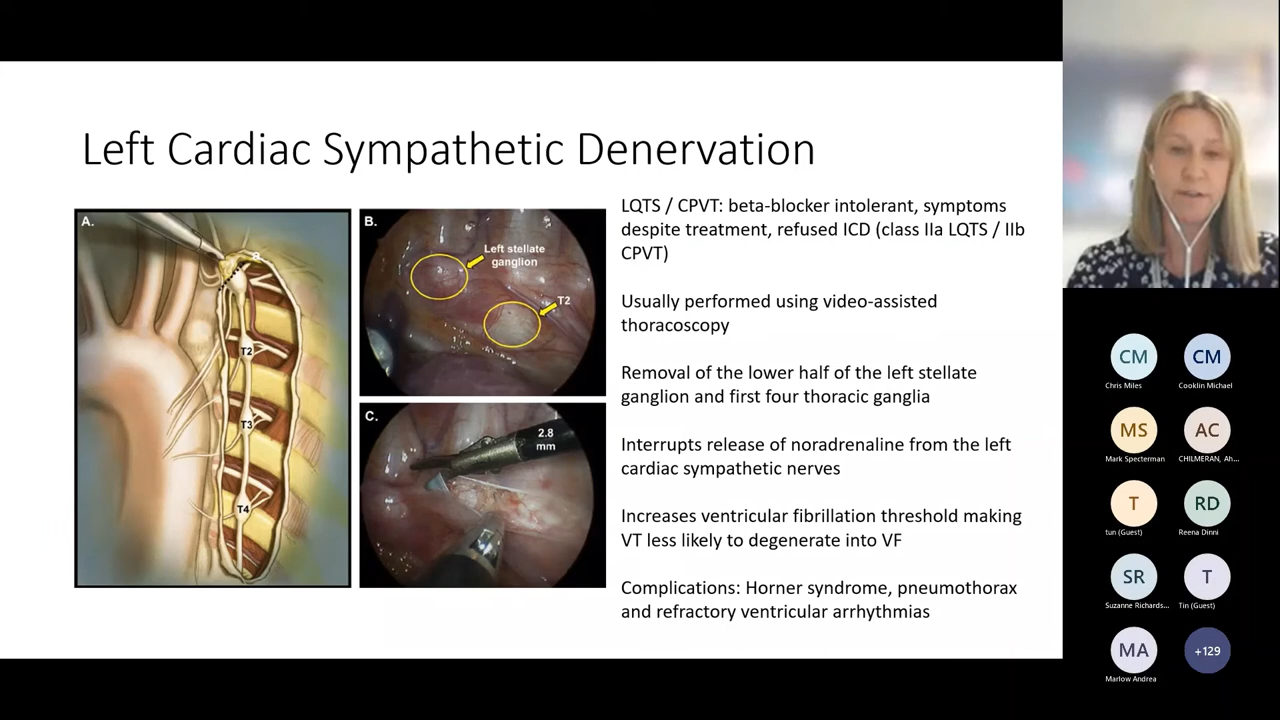 Left Cardiac Sympathetic Denervation
A.
T2
T3
T4
B.
Left stellate
ganglion
T2
C.
2.8
mm
LQTS / CPVT: beta-blocker intolerant, symptoms
despite treatment, refused ICD (class IIa LQTS / IIb
CPVT)
Usually performed using video-assisted
thoracoscopy
Removal of the lower half of the left stellate
ganglion and first four thoracic ganglia
Interrupts release of noradrenaline from the left
cardiac sympathetic nerves
Increases ventricular fibrillation threshold making
VT less likely to degenerate into VF
Complications: Horner syndrome, pneumothorax
and refractory ventricular arrhythmias
CM
Chris Miles
CM
Cooklin Michael
MS
Mark Specterman
AC
CHILMERAN, Ah...
T
tun (Guest)
RD
Reena Dinni
SR
Suzanne Richards...
T
Tin (Guest)
MA
Marlow Andrea
+129